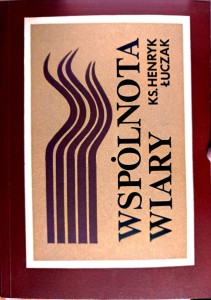 WSPÓLNOTA
WIARY
KS. HENRYK
ŁUCZAK